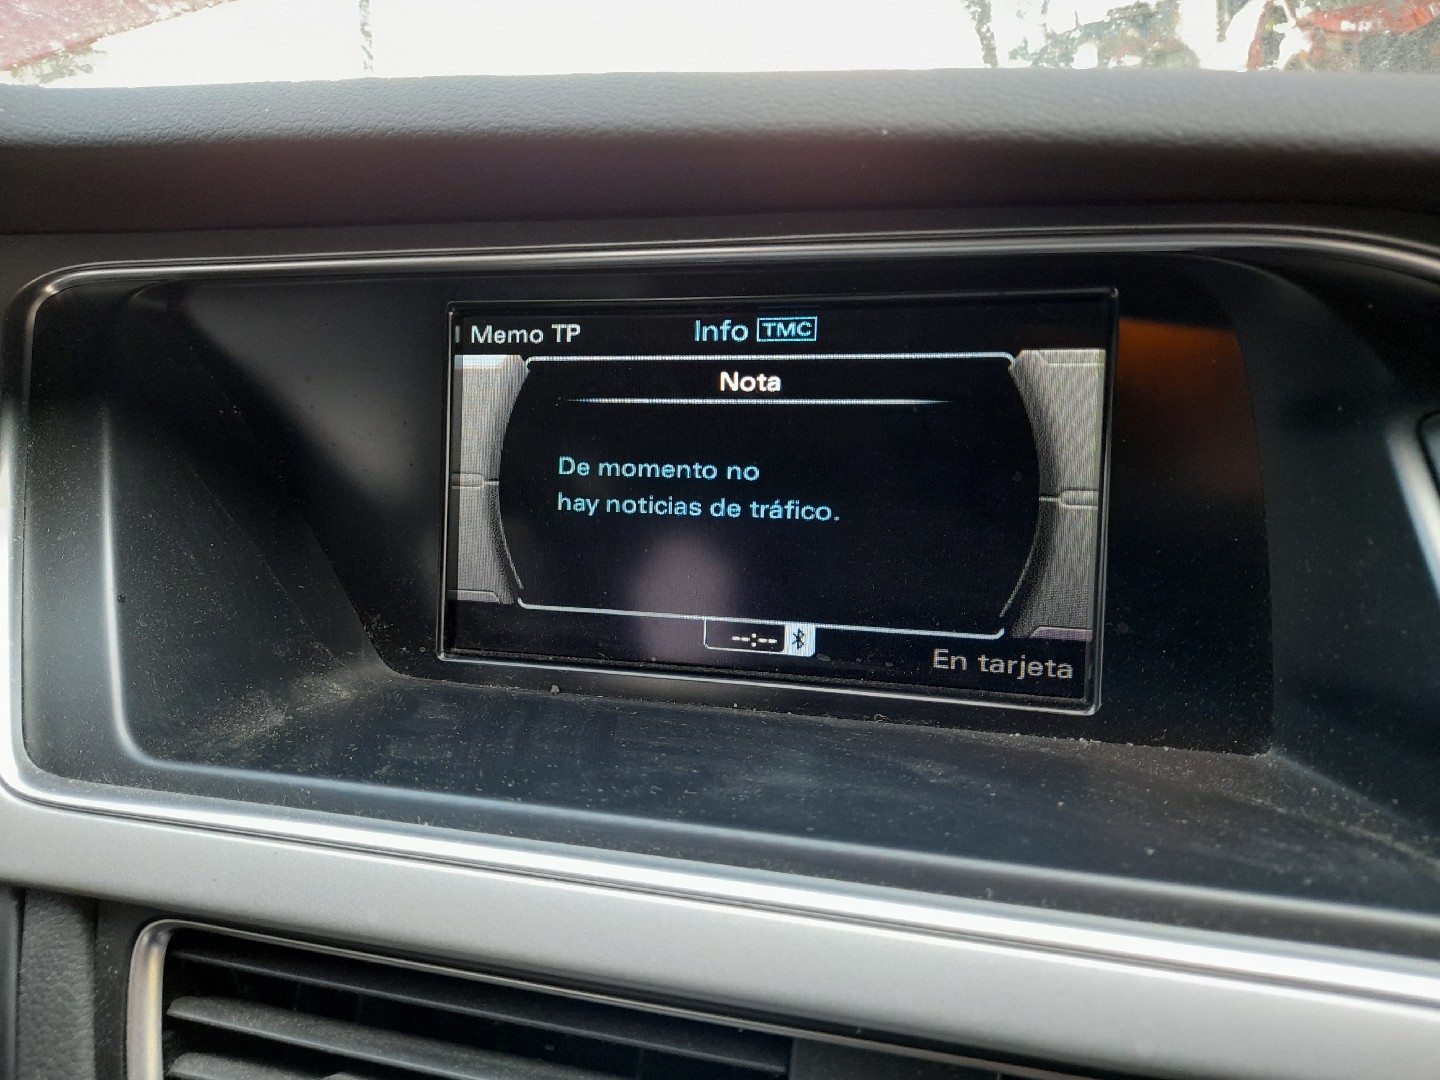 Memo TP
Info TMC
Nota
De momento no
hay noticias de tráfico.
--:--
En tarjeta